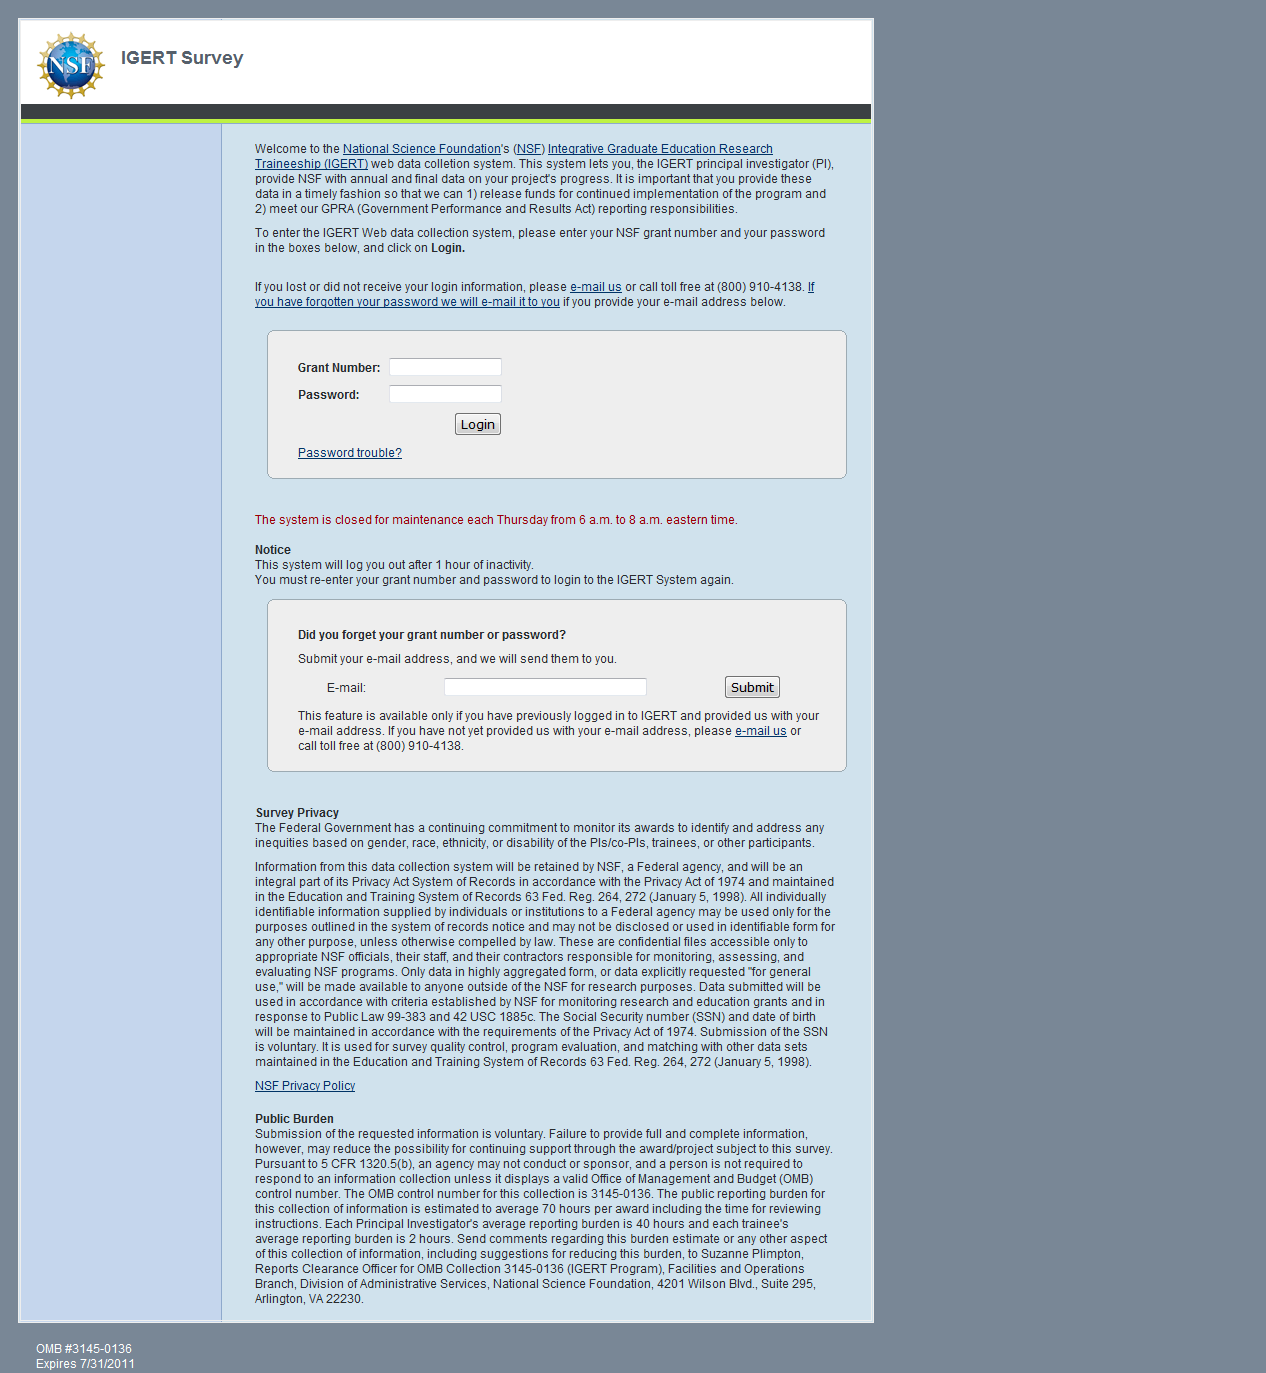 NSF
IGERT Survey
Welcome to the National Science Foundation's (NSF) Integrative Graduate Education Research
Traineeship (IGERT) web data colletion system. This system lets you, the IGERT principal investigator (PI),
provide NSF with annual and final data on your project's progress. It is important that you provide these
data in a timely fashion so that we can 1) release funds for continued implementation of the program and
2) meet our GPRA (Government Performance and Results Act) reporting responsibilities.
To enter the IGERT Web data collection system, please enter your NSF grant number and your password
in the boxes below, and click on Login.
If you lost or did not receive your login information, please e-mail us or call toll free at (800) 910-4138. If
you have forgotten your password we will e-mail it to you if you provide your e-mail address below.
Grant Number:
Password:
Login
Password trouble?
The system is closed for maintenance each Thursday from 6 a.m. to 8 a.m. eastern time.
Notice
This system will log you out after 1 hour of inactivity.
You must re-enter your grant number and password to login to the IGERT System again.
Did you forget your grant number or password?
Submit your e-mail address, and we will send them to you.
E-mail: Submit
This feature is available only if you have previously logged in to IGERT and provided us with your
e-mail address. If you have not yet provided us with your e-mail address, please e-mail us or
call toll free at (800) 910-4138.
Survey Privacy
The Federal Government has a continuing commitment to monitor its awards to identify and address any
inequities based on gender, race, ethnicity, or disability of the PIs/co-PIs, trainees, or other participants.
Information from this data collection system will be retained by NSF, a Federal agency, and will be an
integral part of its Privacy Act System of Records in accordance with the Privacy Act of 1974 and maintained
in the Education and Training System of Records 63 Fed. Reg. 264, 272 (January 5, 1998). All individually
identifiable information supplied by individuals or institutions to a Federal agency may be used only for the
purposes outlined in the system of records notice and may not be disclosed or used in identifiable form for
any other purpose, unless otherwise compelled by law. These are confidential files accessible only to
appropriate NSF officials, their staff, and their contractors responsible for monitoring, assessing, and
evaluating NSF programs. Only data in highly aggregated form, or data explicitly requested "for general
use," will be made available to anyone outside of the NSF for research purposes. Data submitted will be
used in accordance with criteria established by NSF for monitoring research and education grants and in
response to Public Law 99-383 and 42 USC 1885c. The Social Security number (SSN) and date of birth
will be maintained in accordance with the requirements of the Privacy Act of 1974. Submission of the SSN
is voluntary. It is used for survey quality control, program evaluation, and matching with other data sets
maintained in the Education and Training System of Records 63 Fed. Reg. 264, 272 (January 5, 1998).
NSF Privacy Policy
Public Burden
Submission of the requested information is voluntary. Failure to provide full and complete information,
however, may reduce the possibility for continuing support through the award/project subject to this survey.
Pursuant to 5 CFR 1320.5(b), an agency may not conduct or sponsor, and a person is not required to
respond to an information collection unless it displays a valid Office of Management and Budget (OMB)
control number. The OMB control number for this collection is 3145-0136. The public reporting burden for
this collection of information is estimated to average 70 hours per award including the time for reviewing
instructions. Each Principal Investigator's average reporting burden is 40 hours and each trainee's
average reporting burden is 2 hours. Send comments regarding this burden estimate or any other aspect
of this collection of information, including suggestions for reducing this burden, to Suzanne Plimpton,
Reports Clearance Officer for OMB Collection 3145-0136 (IGERT Program), Facilities and Operations
Branch, Division of Administrative Services, National Science Foundation, 4201 Wilson Blvd., Suite 295,
Arlington, VA 22230.
OMB #3145-0136
Expires 7/31/2011